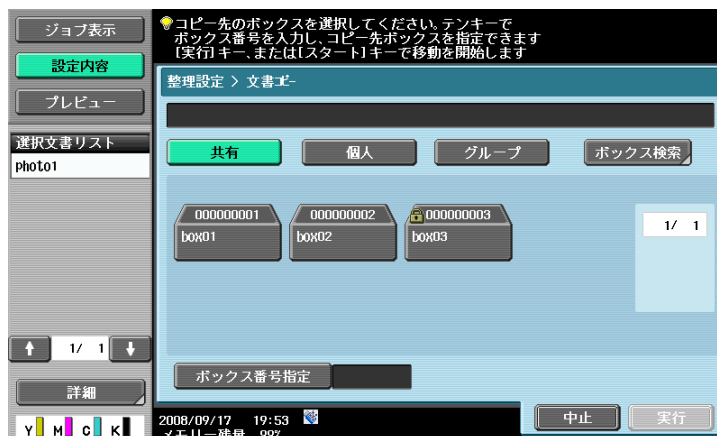 ジョブ表示
設定内容
プレビュー
選択文書リスト
photo1
1/ 1
詳細
Y M C K
コピー先のボックスを選択してください。テンキーで
ボックス番号を入力し、コピー先ボックスを指定できます
[実行]キー、または[スタート]キーで移動を開始します
整理設定 > 文書ｺﾋﾟｰ
共有 個人 グループ ボックス検索
000000001 000000002 000000003
box01 box02 box03
1/ 1
ボックス番号指定
2008/09/17 19:53
メモリー残量 99%
中止 実行